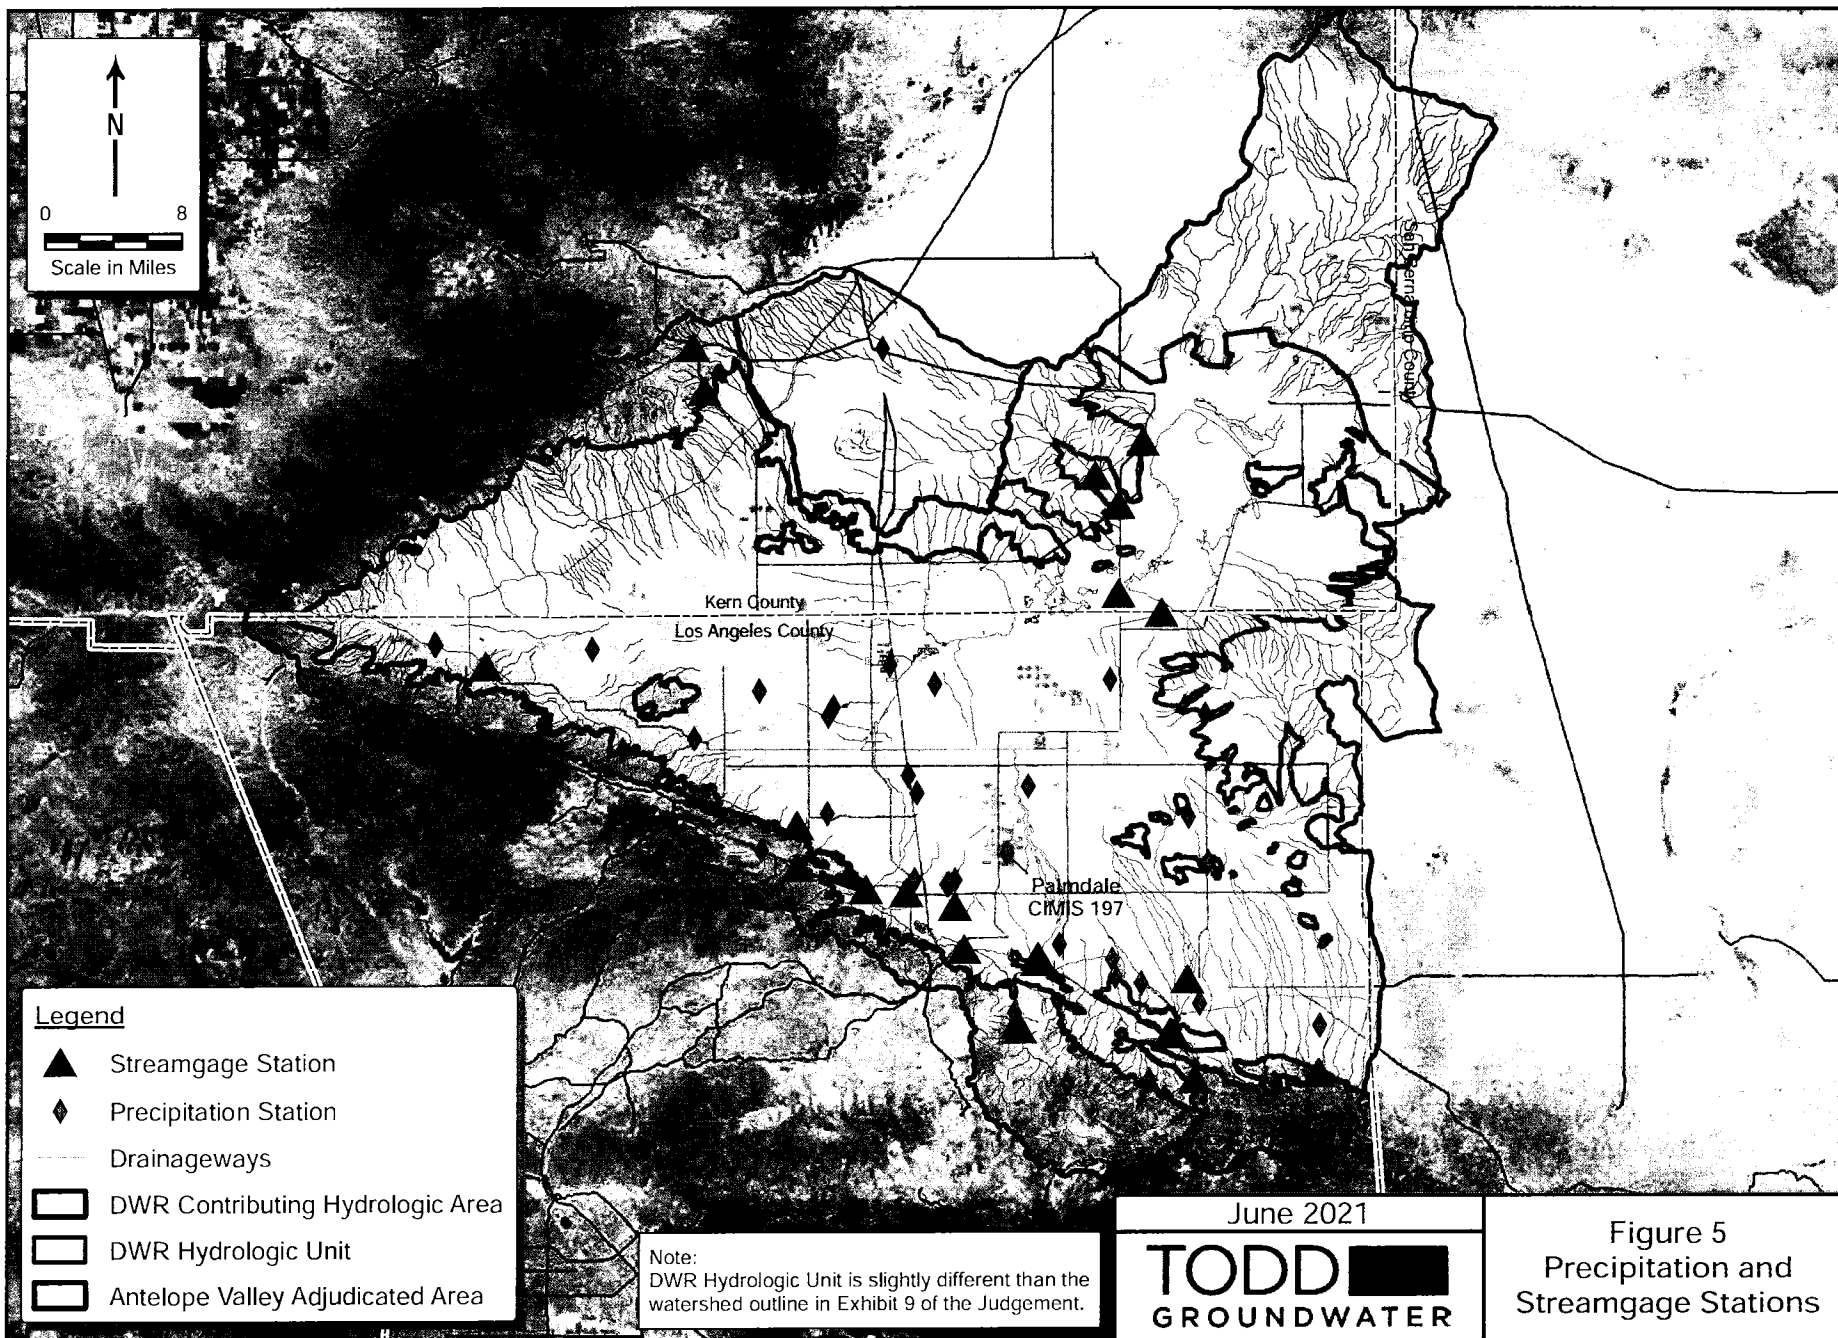 N
0 8
Scale in Miles
San Bernardino County
Kern County
Los Angeles County
Palmdale
CIMIS 197
Legend
Streamgage Station
Precipitation Station
Drainageways
DWR Contributing Hydrologic Area
DWR Hydrologic Unit
Antelope Valley Adjudicated Area
Note:
DWR Hydrologic Unit is slightly different than the
watershed outline in Exhibit 9 of the Judgement.
June 2021
TODD
GROUNDWATER
Figure 5
Precipitation and
Streamgage Stations